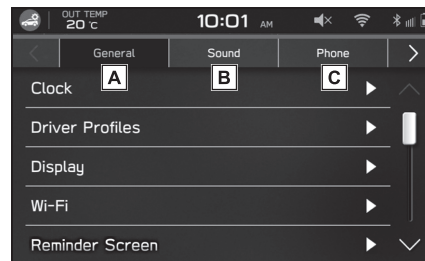 OUT TEMP
20 °C
10:01 AM
General
Sound
Phone
A
B
C
Clock
Driver Profiles
Display
Wi-Fi
Reminder Screen